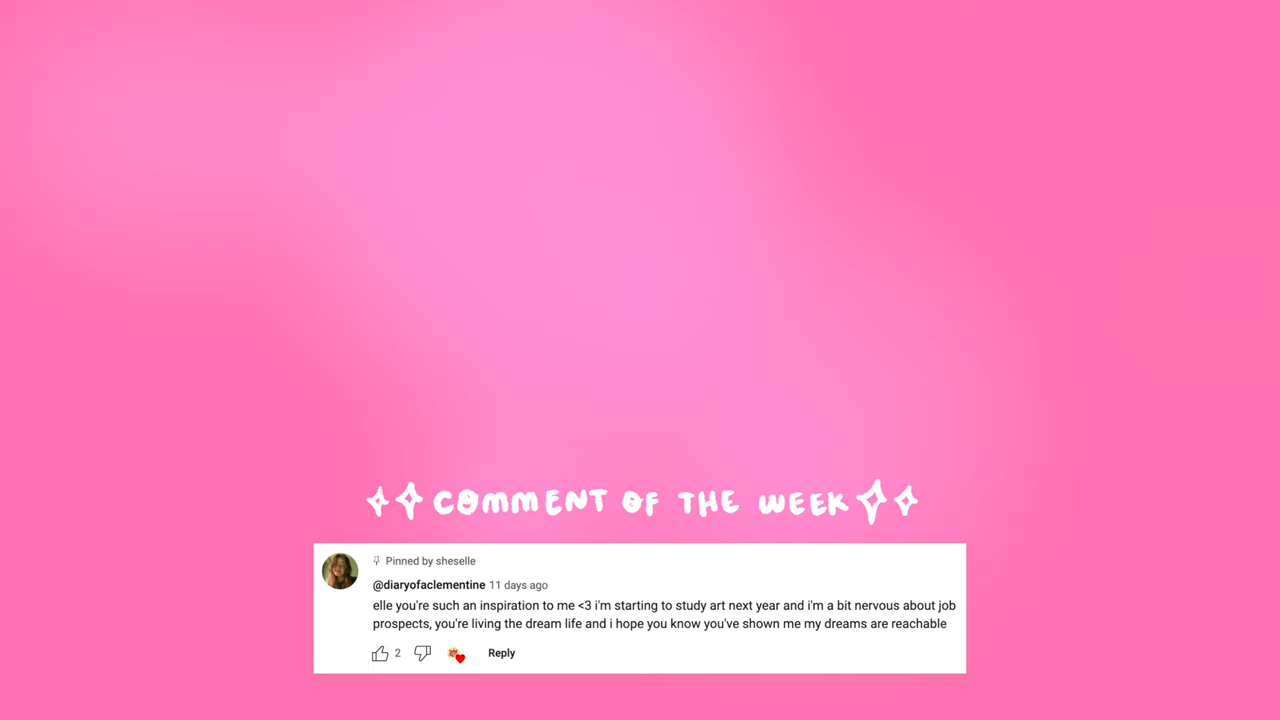 COMMENT OF THE WEEK
Pinned by sheselle
@diaryofaclementine 11 days ago
elle you're such an inspiration to me <3 i'm starting to study art next year and i'm a bit nervous about job
prospects, you're living the dream life and i hope you know you've shown me my dreams are reachable
2 Reply